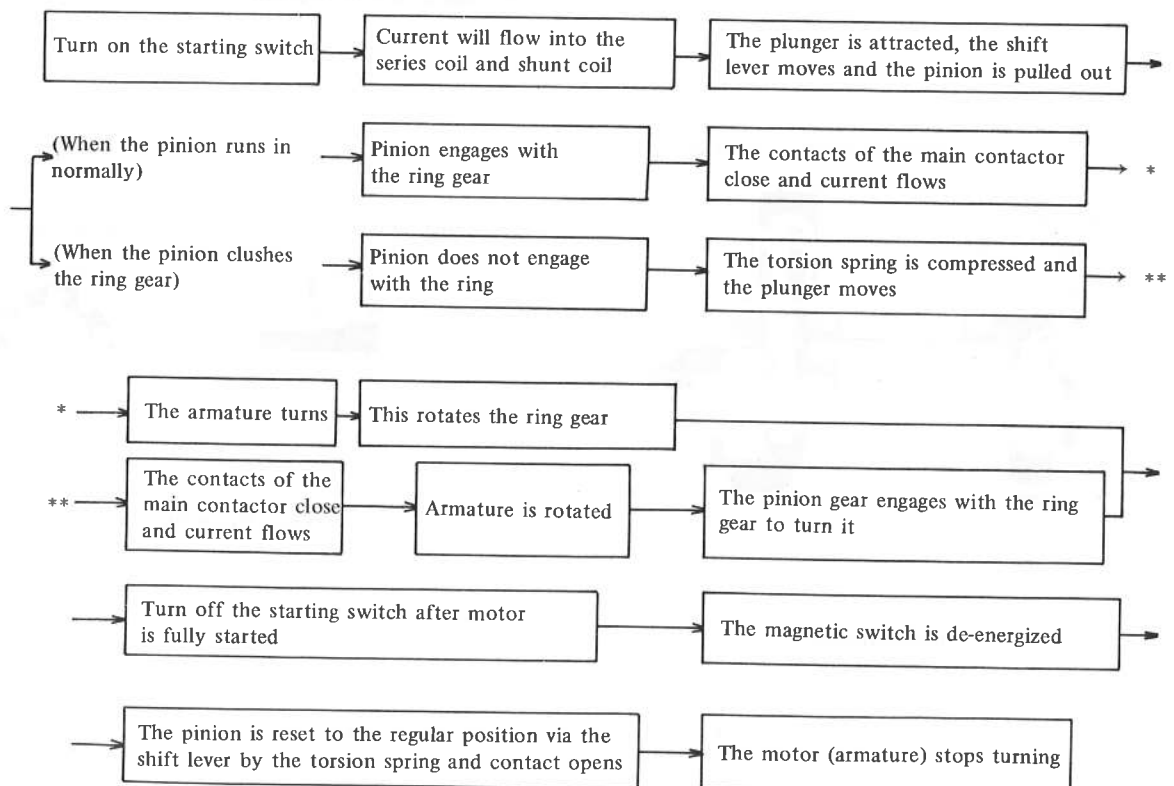 Turn on the starting switch
Current will flow into the
series coil and shunt coil
The plunger is attracted, the shift
lever moves and the pinion is pulled out
(When the pinion runs in
normally)
Pinion engages with
the ring gear
The contacts of the main contactor
close and current flows
*
(When the pinion clushes
the ring gear)
Pinion does not engage
with the ring
The torsion spring is compressed and
the plunger moves
**
*
The armature turns
This rotates the ring gear
**
The contacts of the
main contactor close
and current flows
Armature is rotated
The pinion gear engages with the ring
gear to turn it
Turn off the starting switch after motor
is fully started
The magnetic switch is de-energized
The pinion is reset to the regular position via the
shift lever by the torsion spring and contact opens
The motor (armature) stops turning